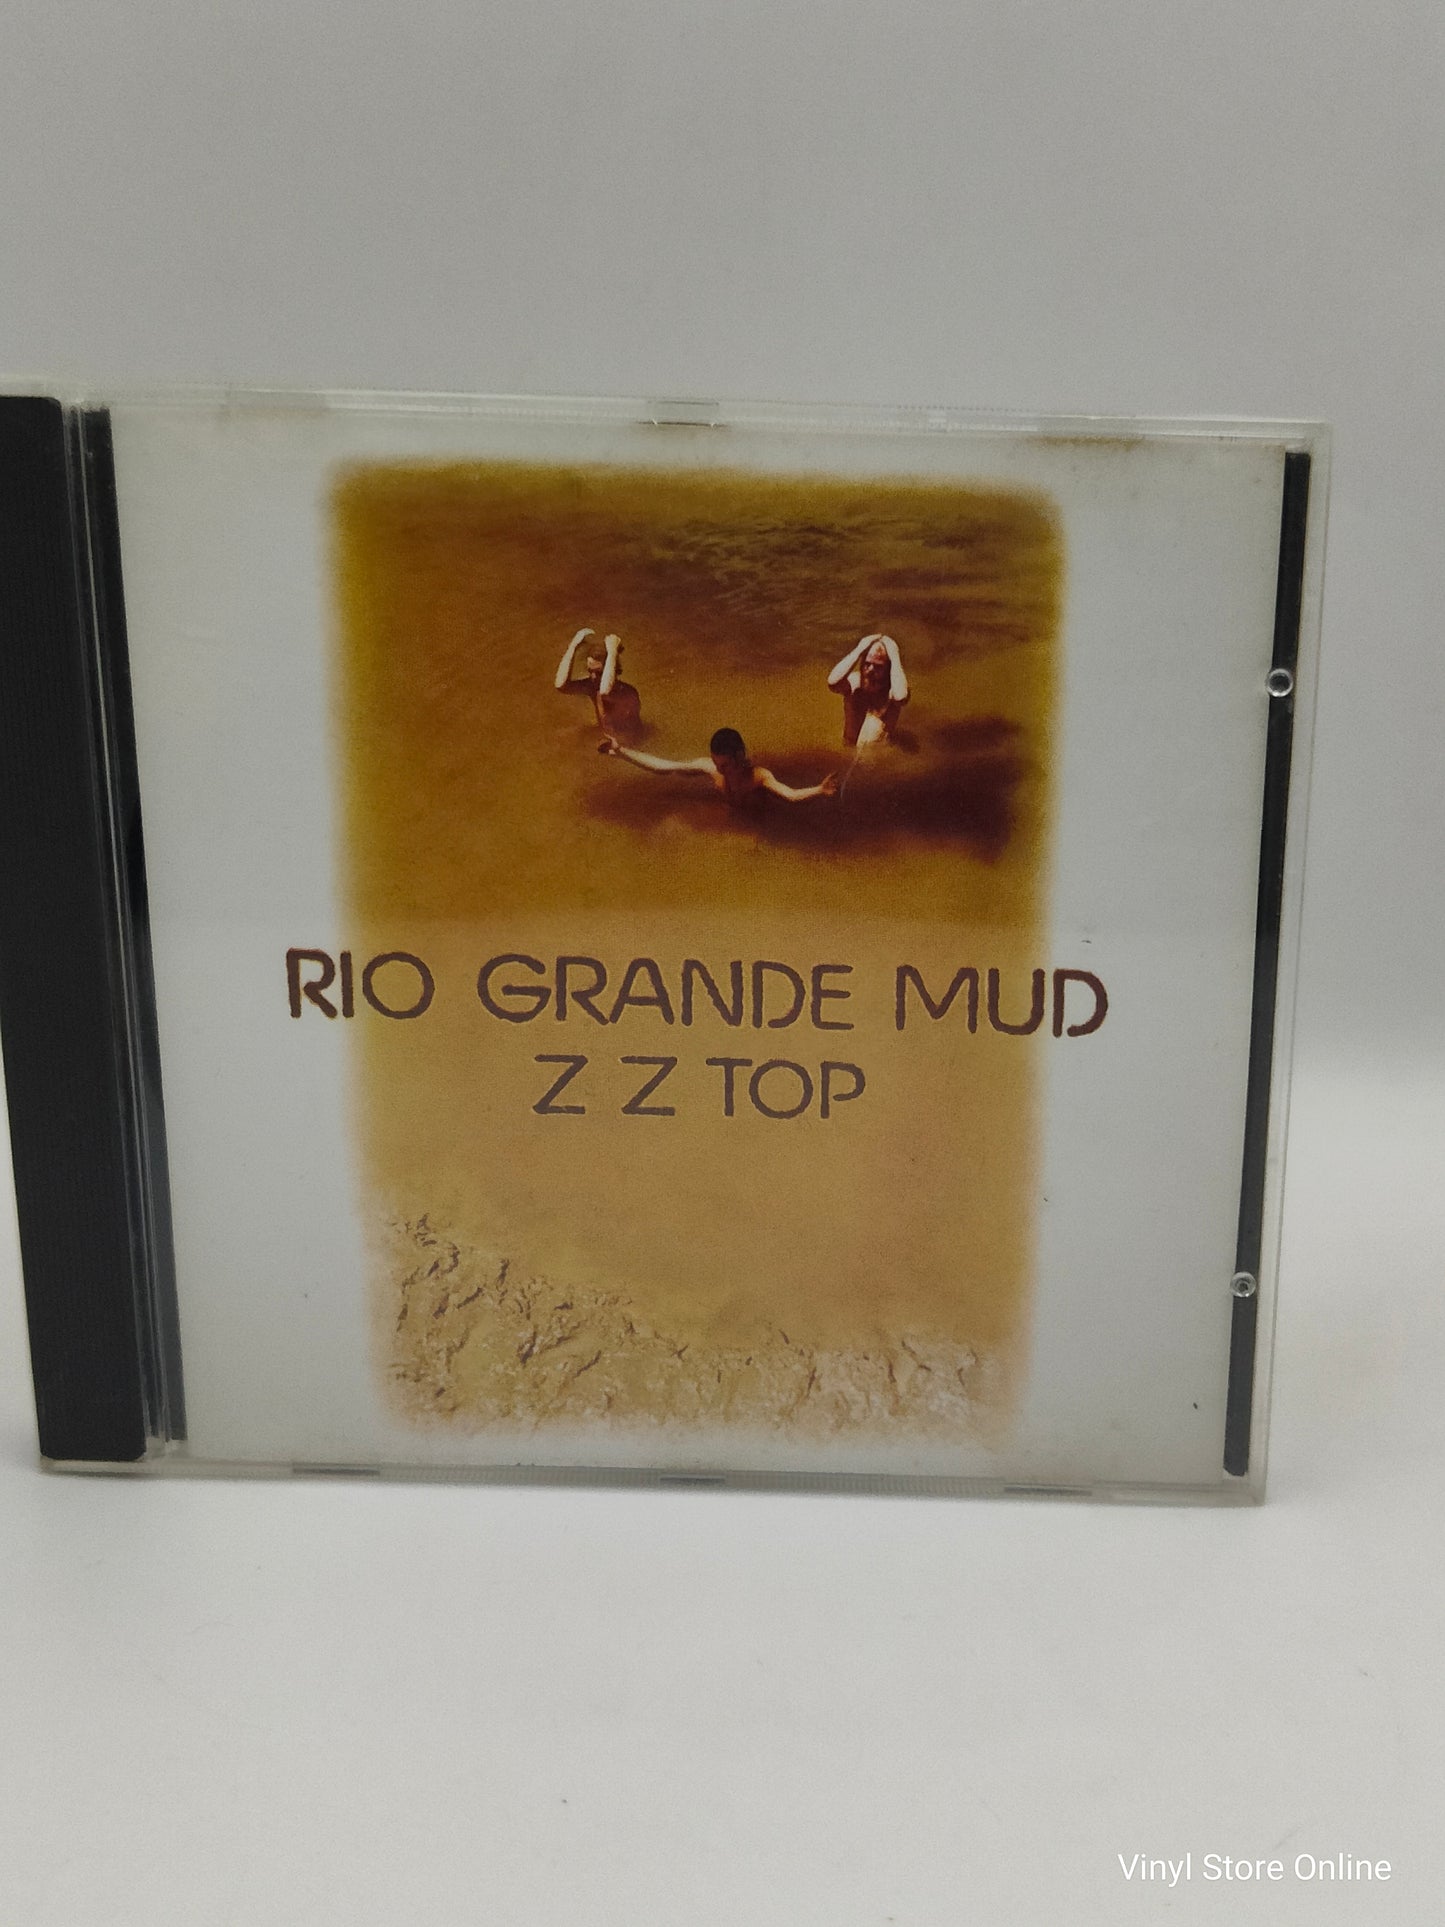 RIO GRANDE MUD
Z Z TOP
Vinyl Store Online